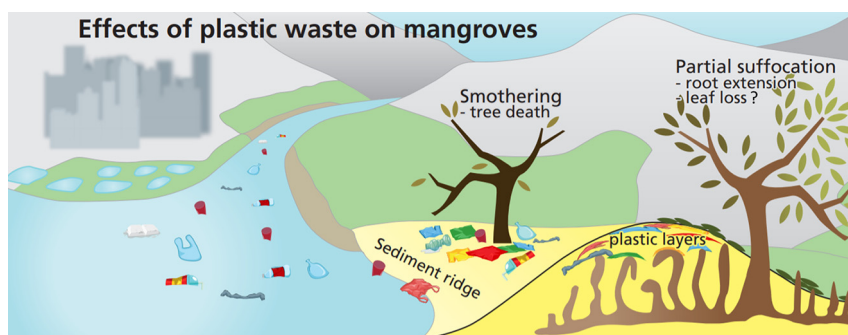 Effects of plastic waste on mangroves
Smothering
- tree death
Partial suffocation
- root extension
- leaf loss ?
Sediment ridge
plastic layers